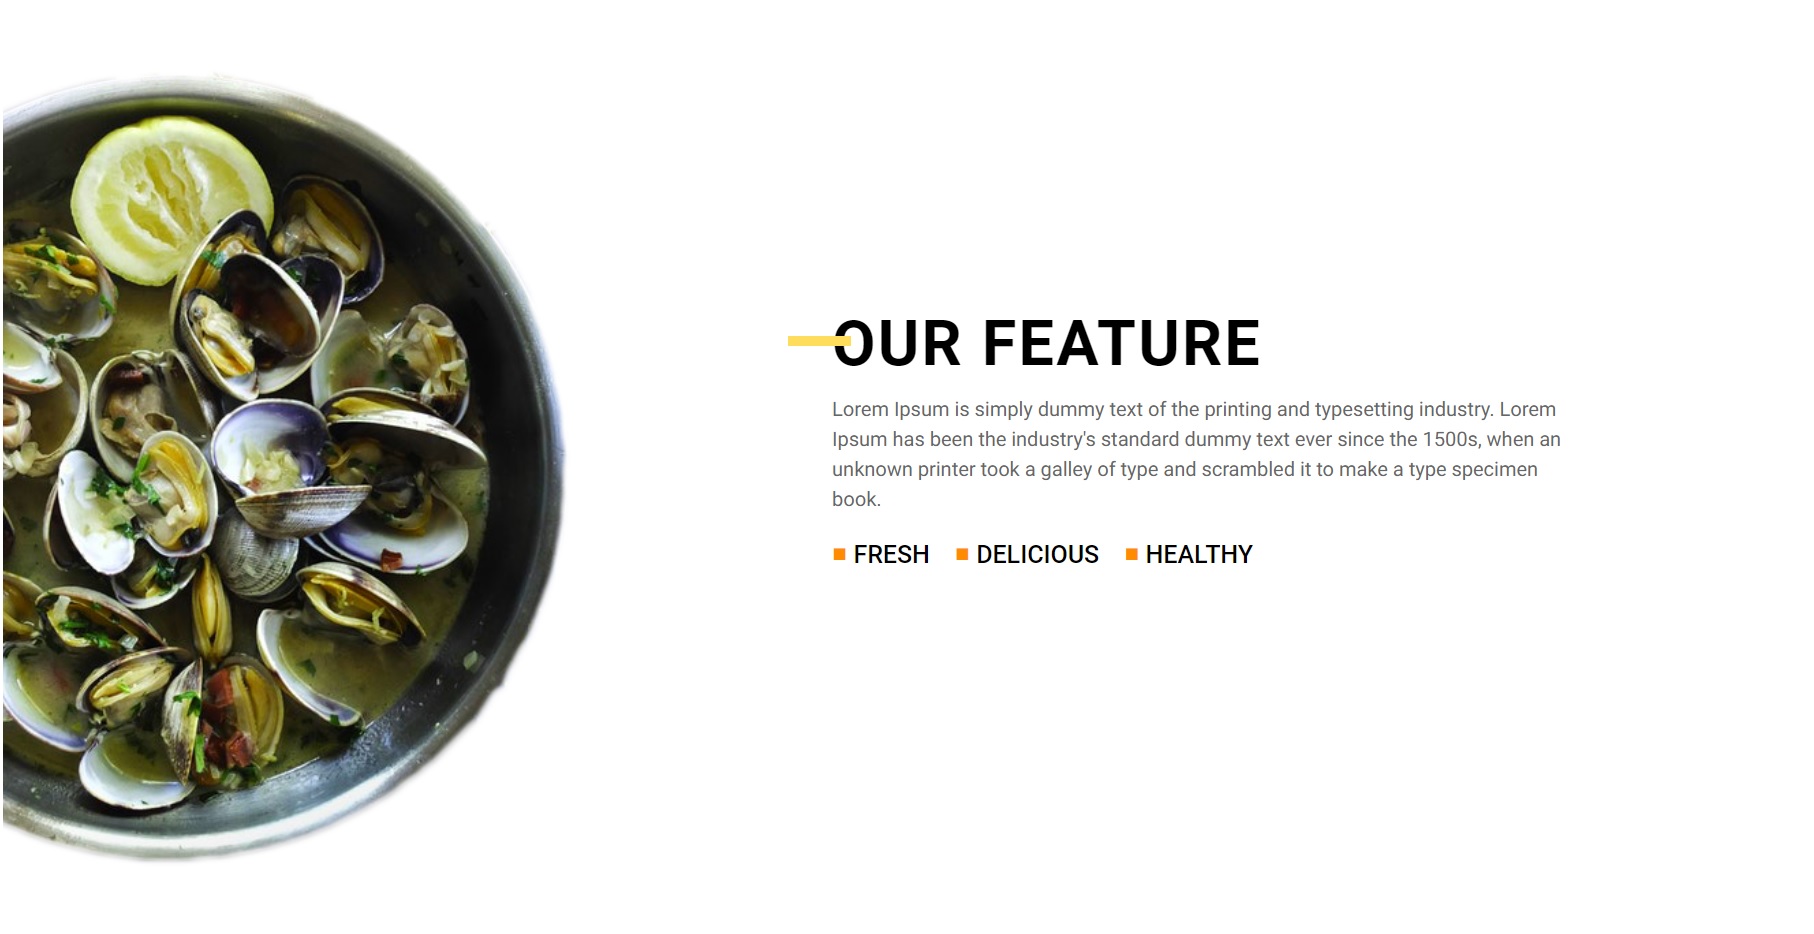 OUR FEATURE
Lorem Ipsum is simply dummy text of the printing and typesetting industry. Lorem
Ipsum has been the industry's standard dummy text ever since the 1500s, when an
unknown printer took a galley of type and scrambled it to make a type specimen
book.
FRESH DELICIOUS HEALTHY